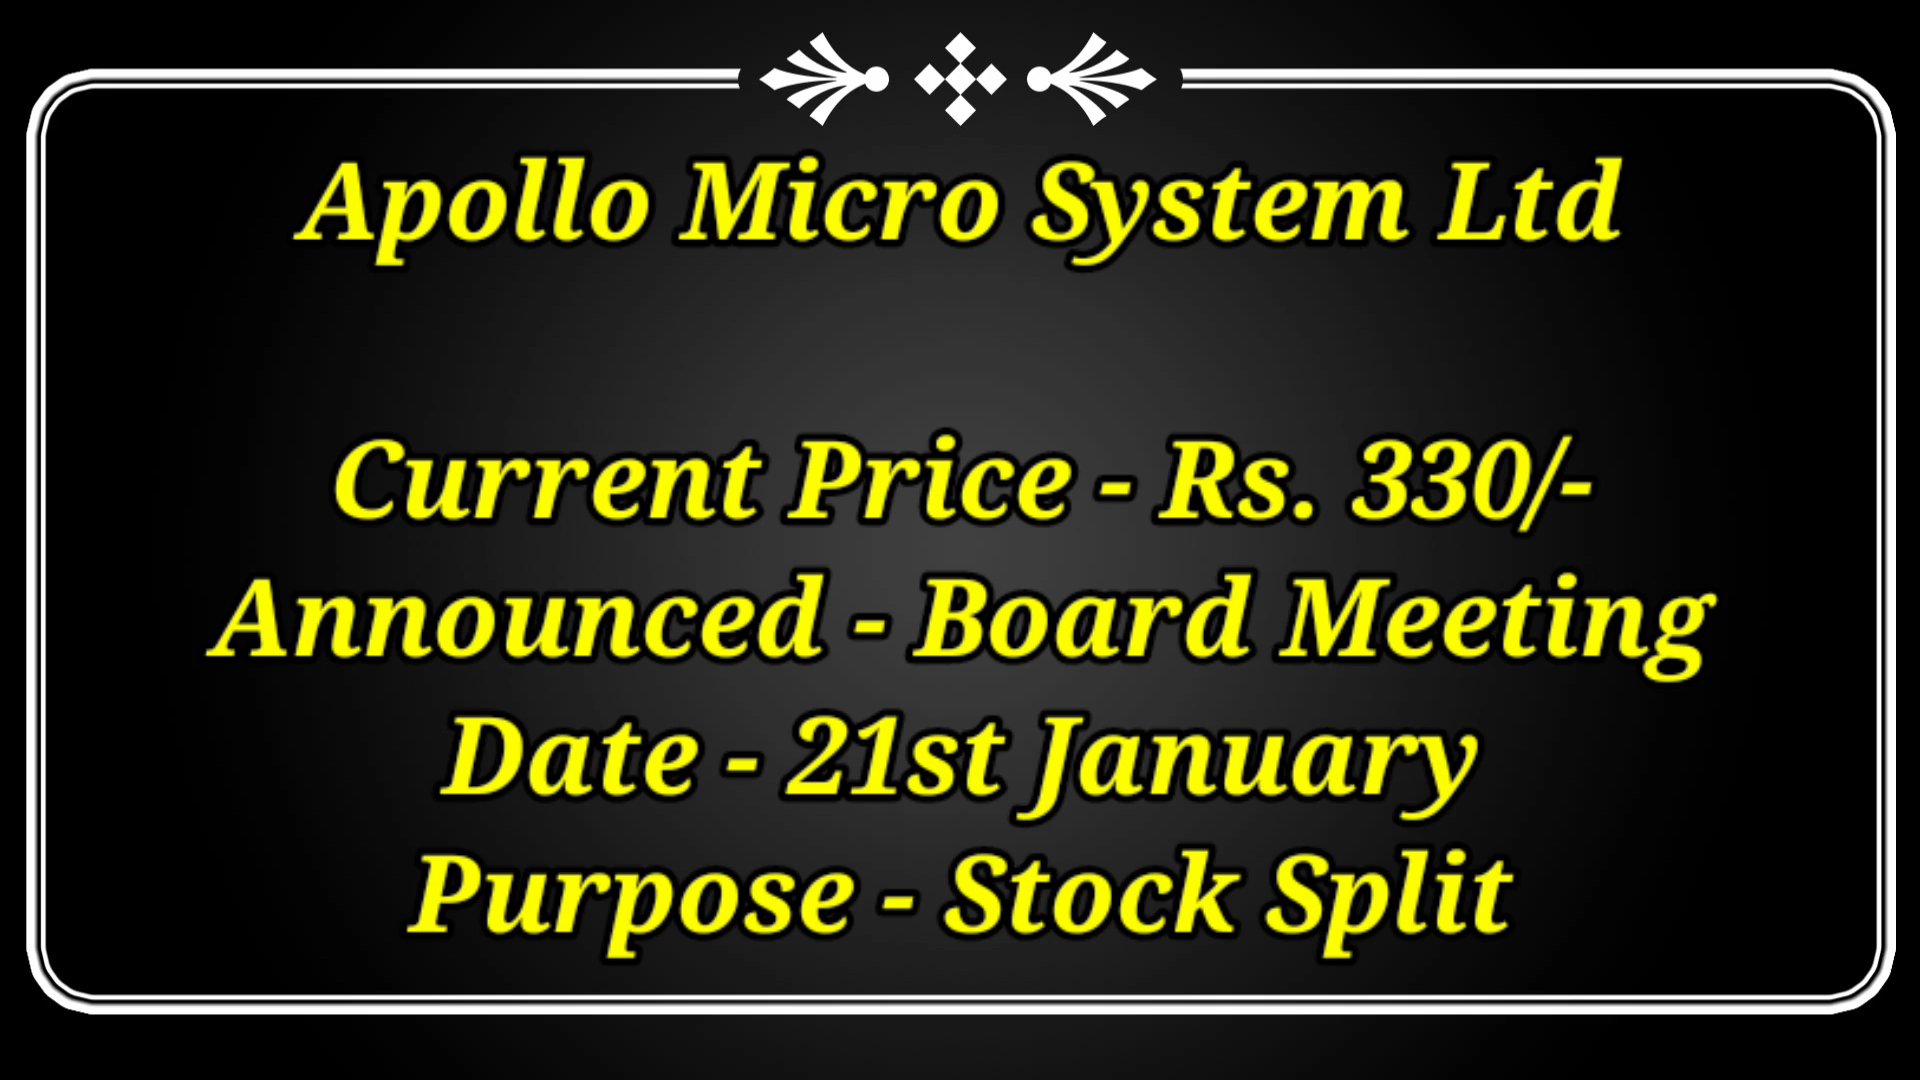 Apollo Micro System Ltd
Current Price - Rs. 330/-
Announced - Board Meeting
Date - 21st January
Purpose - Stock Split